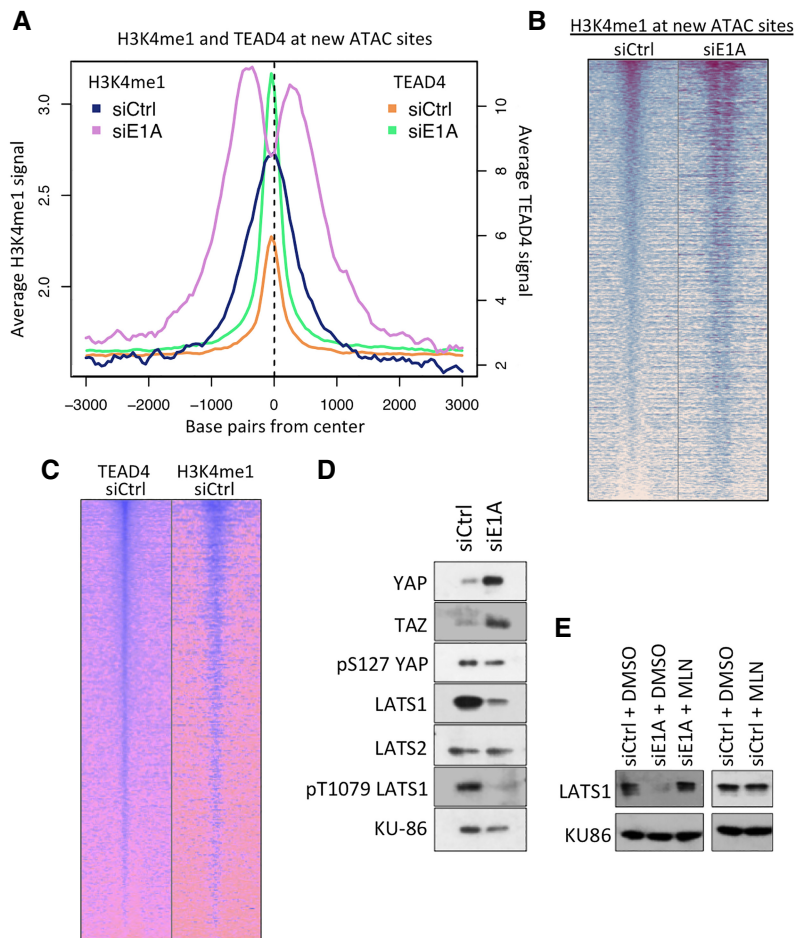 A
H3K4me1 and TEAD4 at new ATAC sites
H3K4me1
siCtrl
siE1A
TEAD4
siCtrl
siE1A
Average H3K4me1 signal
3.0
2.5
2.0
Average TEAD4 signal
10
8
6
4
2
−3000 −2000 −1000 0 1000 2000 3000
Base pairs from center
B
H3K4me1 at new ATAC sites
siCtrl siE1A
C
TEAD4 H3K4me1
siCtrl siCtrl
D
siCtrl
siE1A
YAP
TAZ
pS127 YAP
LATS1
LATS2
pT1079 LATS1
KU-86
E
siCtrl + DMSO
siE1A + DMSO
siE1A + MLN
siCtrl + DMSO
siCtrl + MLN
LATS1
KU86